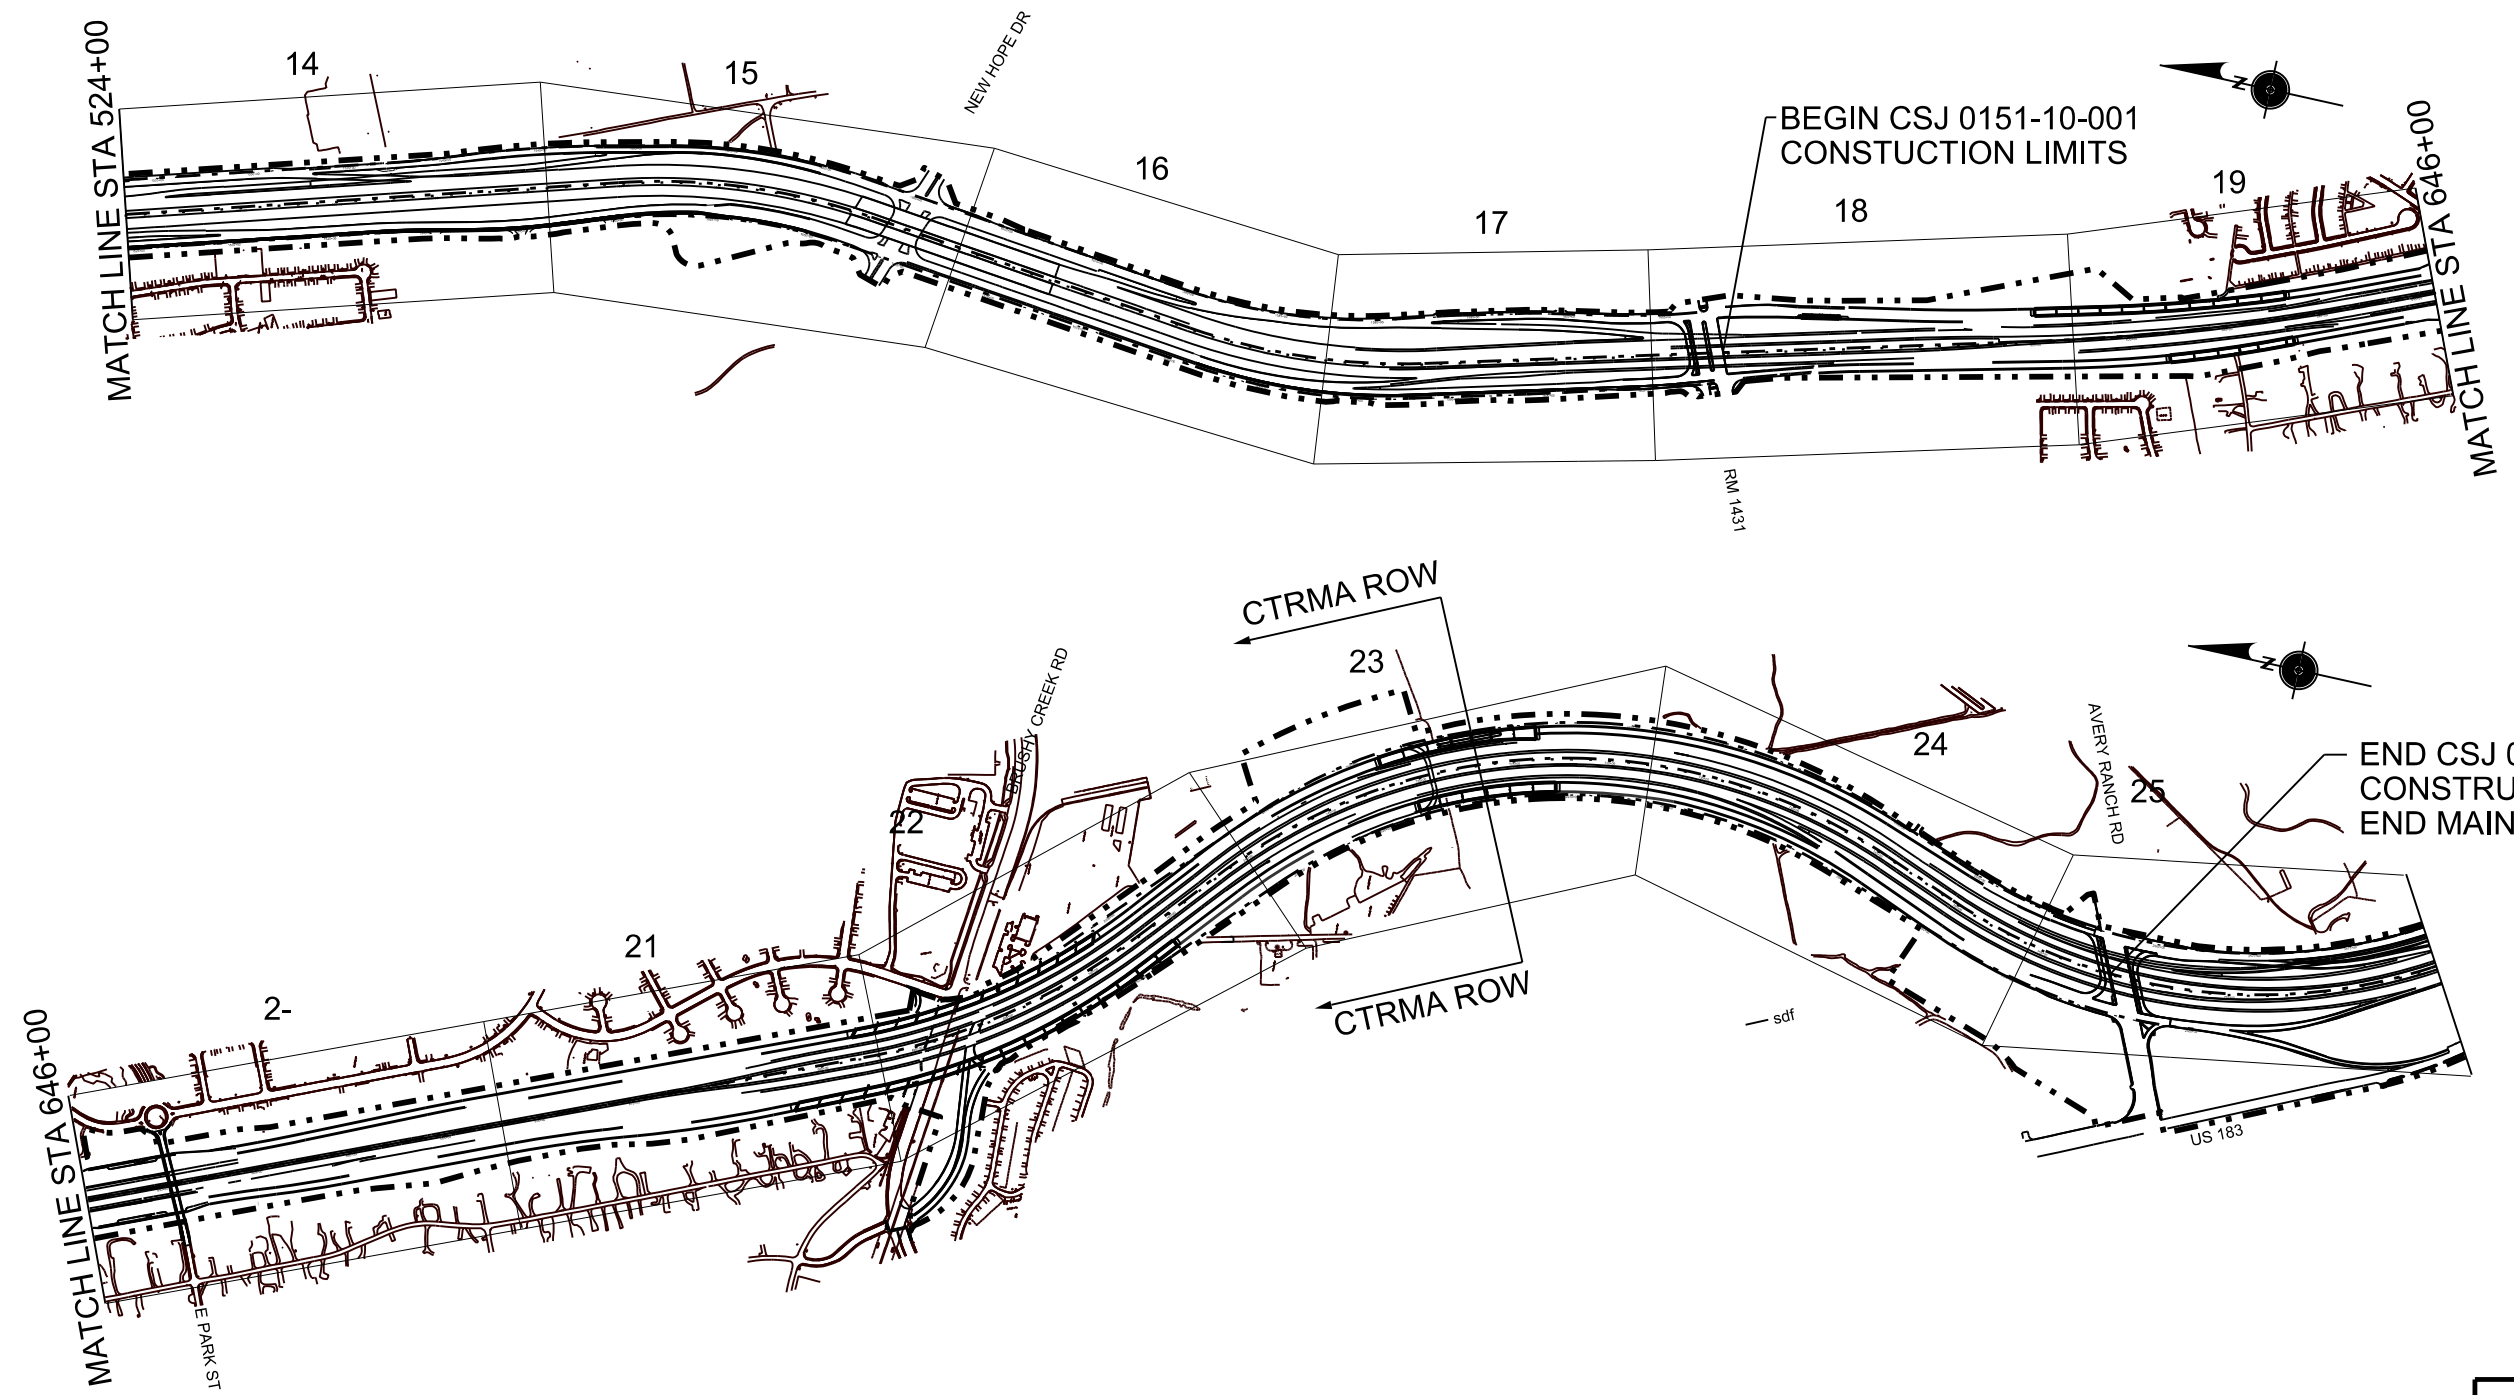 MATCH LINE STA 524+00
14
15
NEW HOPE DR
16
17
BEGIN CSJ 0151-10-001
CONSTUCTION LIMITS
18
19
N
MATCH LINE STA 646+00
RM 1431
CTRMA ROW
23
BRUSHY CREEK RD
22
24
N
AVERY RANCH RD
25
END CSJ 0
CONSTRU
END MAIN
21
2-
CTRMA ROW
sdf
US 183
MATCH LINE STA 646+00
E PARK ST